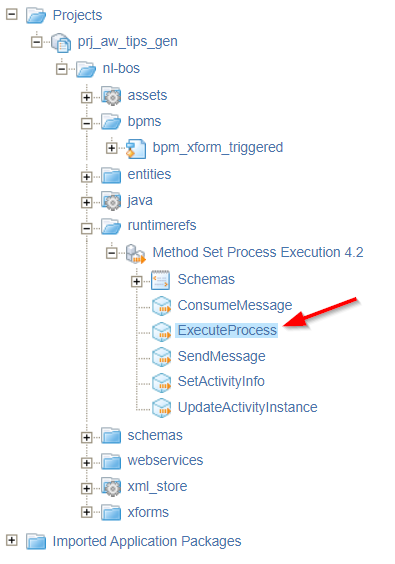 Projects
prj_aw_tips_gen
nl-bos
assets
bpms
bpm_xform_triggered
entities
java
runtimerefs
Method Set Process Execution 4.2
Schemas
ConsumeMessage
ExecuteProcess
SendMessage
SetActivityInfo
UpdateActivityInstance
schemas
webservices
xml_store
xforms
Imported Application Packages